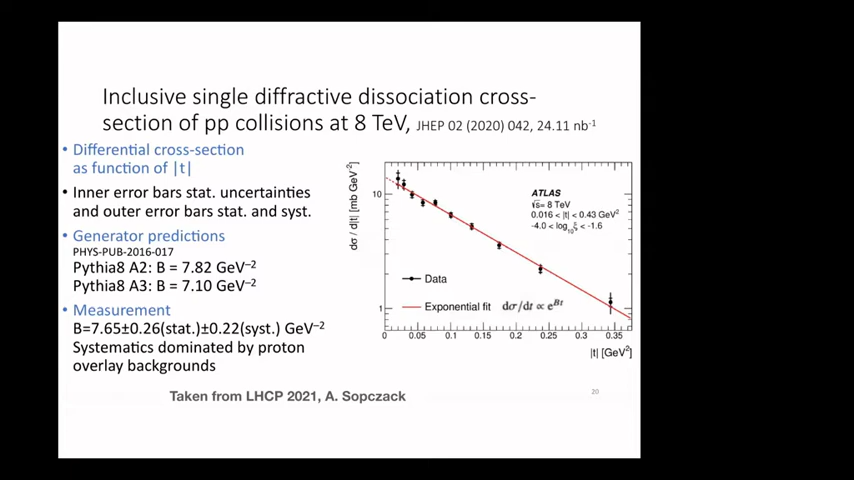 Inclusive single diffractive dissociation cross-
section of pp collisions at 8 TeV, JHEP 02 (2020) 042, 24.11 nb⁻¹
• Differential cross-section
as function of |t|
• Inner error bars stat. uncertainties
and outer error bars stat. and syst.
• Generator predictions
PHYS-PUB-2016-017
Pythia8 A2: B = 7.82 GeV⁻²
Pythia8 A3: B = 7.10 GeV⁻²
• Measurement
B=7.65±0.26(stat.)±0.22(syst.) GeV⁻²
Systematics dominated by proton
overlay backgrounds
dσ / d|t| [mb GeV⁻²]
10
1
ATLAS
√s= 8 TeV
0.016 < |t| < 0.43 GeV²
-4.0 < log₁₀ξ < -1.6
Data
Exponential fit dσ/dt ∝ eᴮᵗ
0 0.05 0.1 0.15 0.2 0.25 0.3 0.35
|t| [GeV²]
Taken from LHCP 2021, A. Sopczack
20